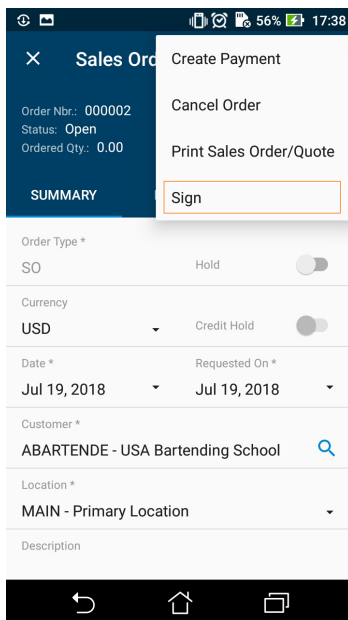 56% 17:38
Sales Ord
Create Payment
Cancel Order
Print Sales Order/Quote
Sign
Order Nbr.: 000002
Status: Open
Ordered Qty.: 0.00
SUMMARY
Order Type *
SO
Hold
Currency
USD
Credit Hold
Date *
Requested On *
Jul 19, 2018
Jul 19, 2018
Customer *
ABARTENDE - USA Bartending School
Location *
MAIN - Primary Location
Description